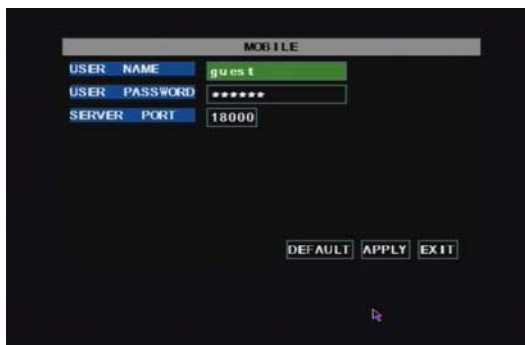 MOBILE
USER NAME guest
USER PASSWORD ******
SERVER PORT 18000
DEFAULT APPLY EXIT